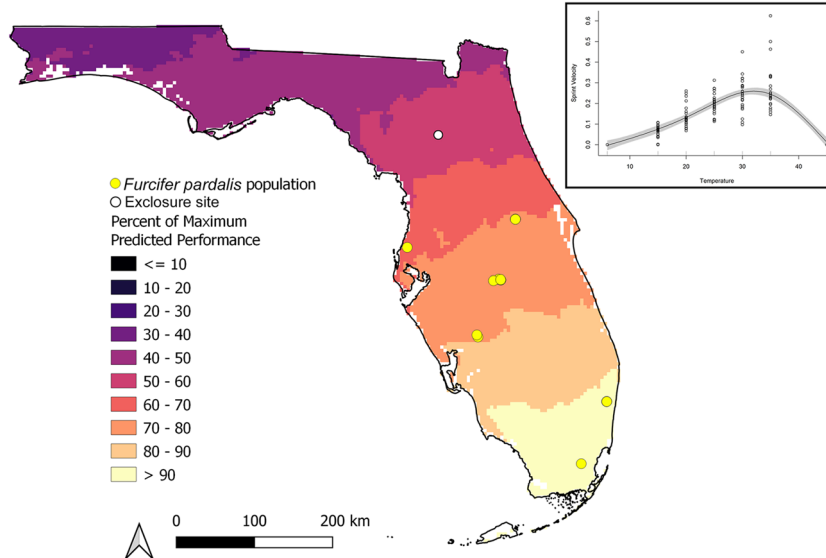 0.6
0.5
0.4
0.3
0.2
0.1
0.0
Sprint Velocity
10
20
30
40
Temperature
Furcifer pardalis population
Exclosure site
Percent of Maximum
Predicted Performance
<= 10
10 - 20
20 - 30
30 - 40
40 - 50
50 - 60
60 - 70
70 - 80
80 - 90
> 90
0 100 200 km